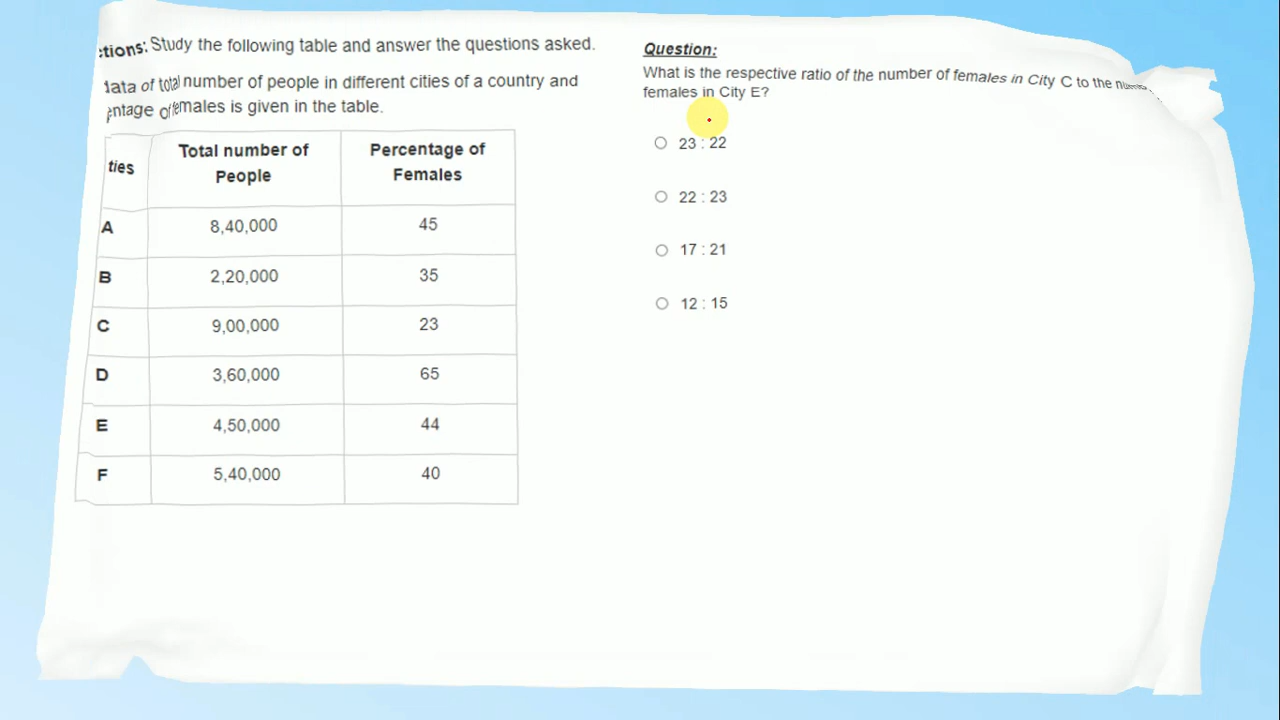 :tions: Study the following table and answer the questions asked.
data of total number of people in different cities of a country and
entage of females is given in the table.
ties Total number of People Percentage of Females
A 8,40,000 45
B 2,20,000 35
C 9,00,000 23
D 3,60,000 65
E 4,50,000 44
F 5,40,000 40
Question:
What is the respective ratio of the number of females in City C to the
females in City E?
23 : 22
22 : 23
17 : 21
12 : 15